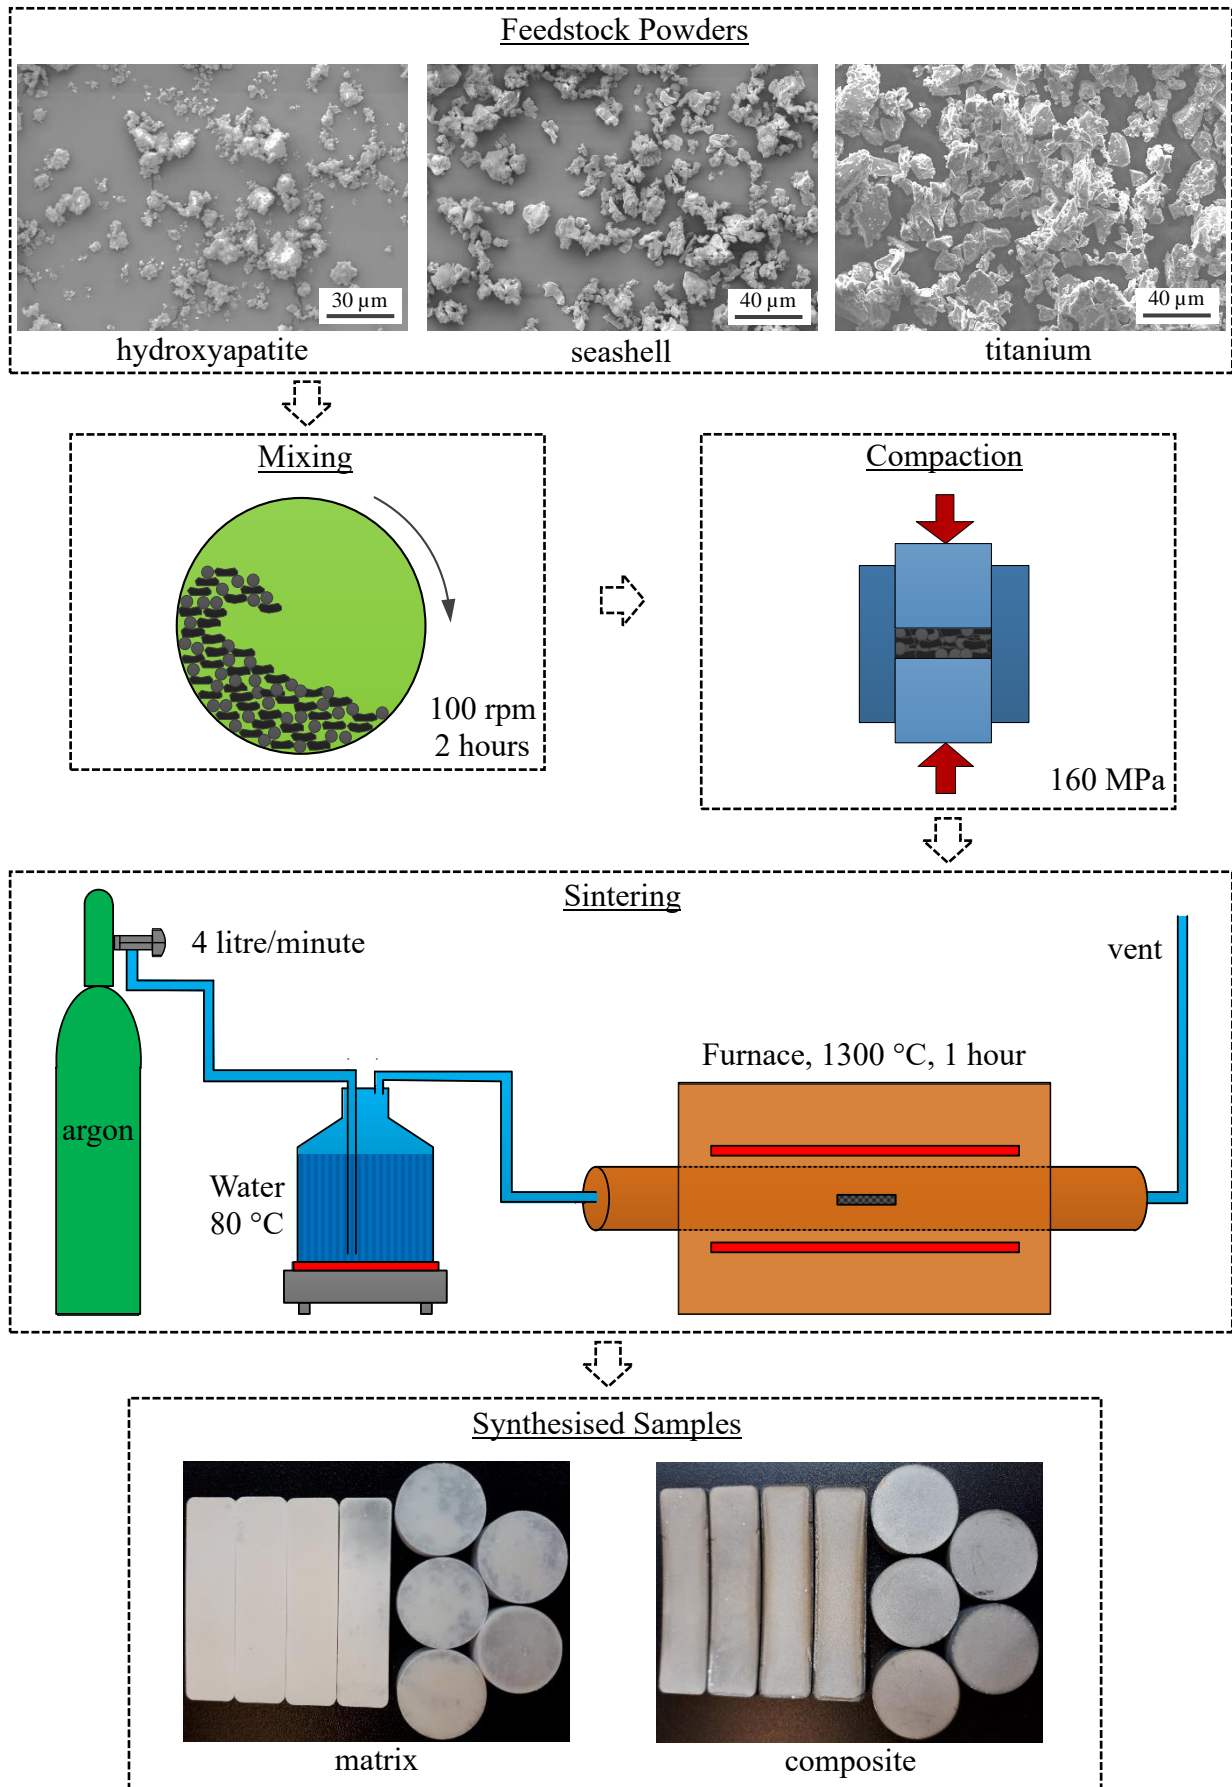 Feedstock Powders
30 µm
40 µm
40 µm
hydroxyapatite
seashell
titanium
Mixing
100 rpm
2 hours
Compaction
160 MPa
Sintering
4 litre/minute
vent
Furnace, 1300 °C, 1 hour
argon
Water
80 °C
Synthesised Samples
matrix
composite